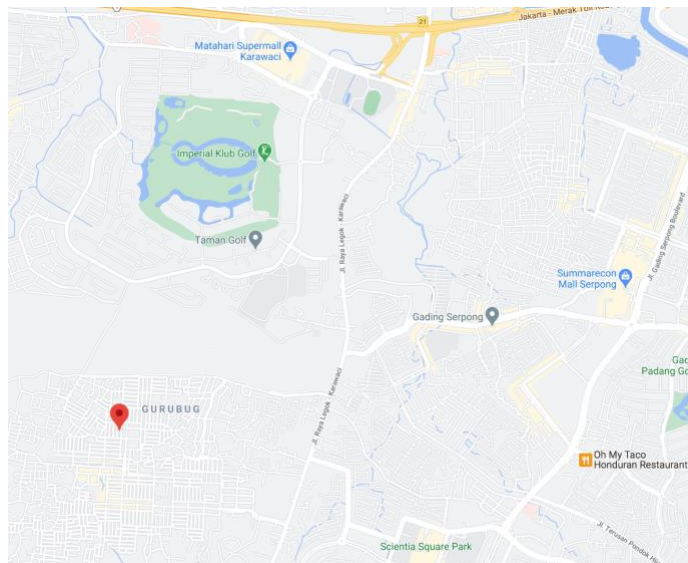 Jakarta - Merak Toll Road
21
Matahari Supermall
Karawaci
Imperial Klub Golf
Jl. Raya Legok - Karawaci
Taman Golf
Jl. Gading Serpong Boulevard
Summarecon
Mall Serpong
Gading Serpong
Padang Go
GURUBUG
Jl. Raya Legok - Karawaci
Oh My Taco
Honduran Restaurant
Jl. Terusan Pondok
Scientia Square Park